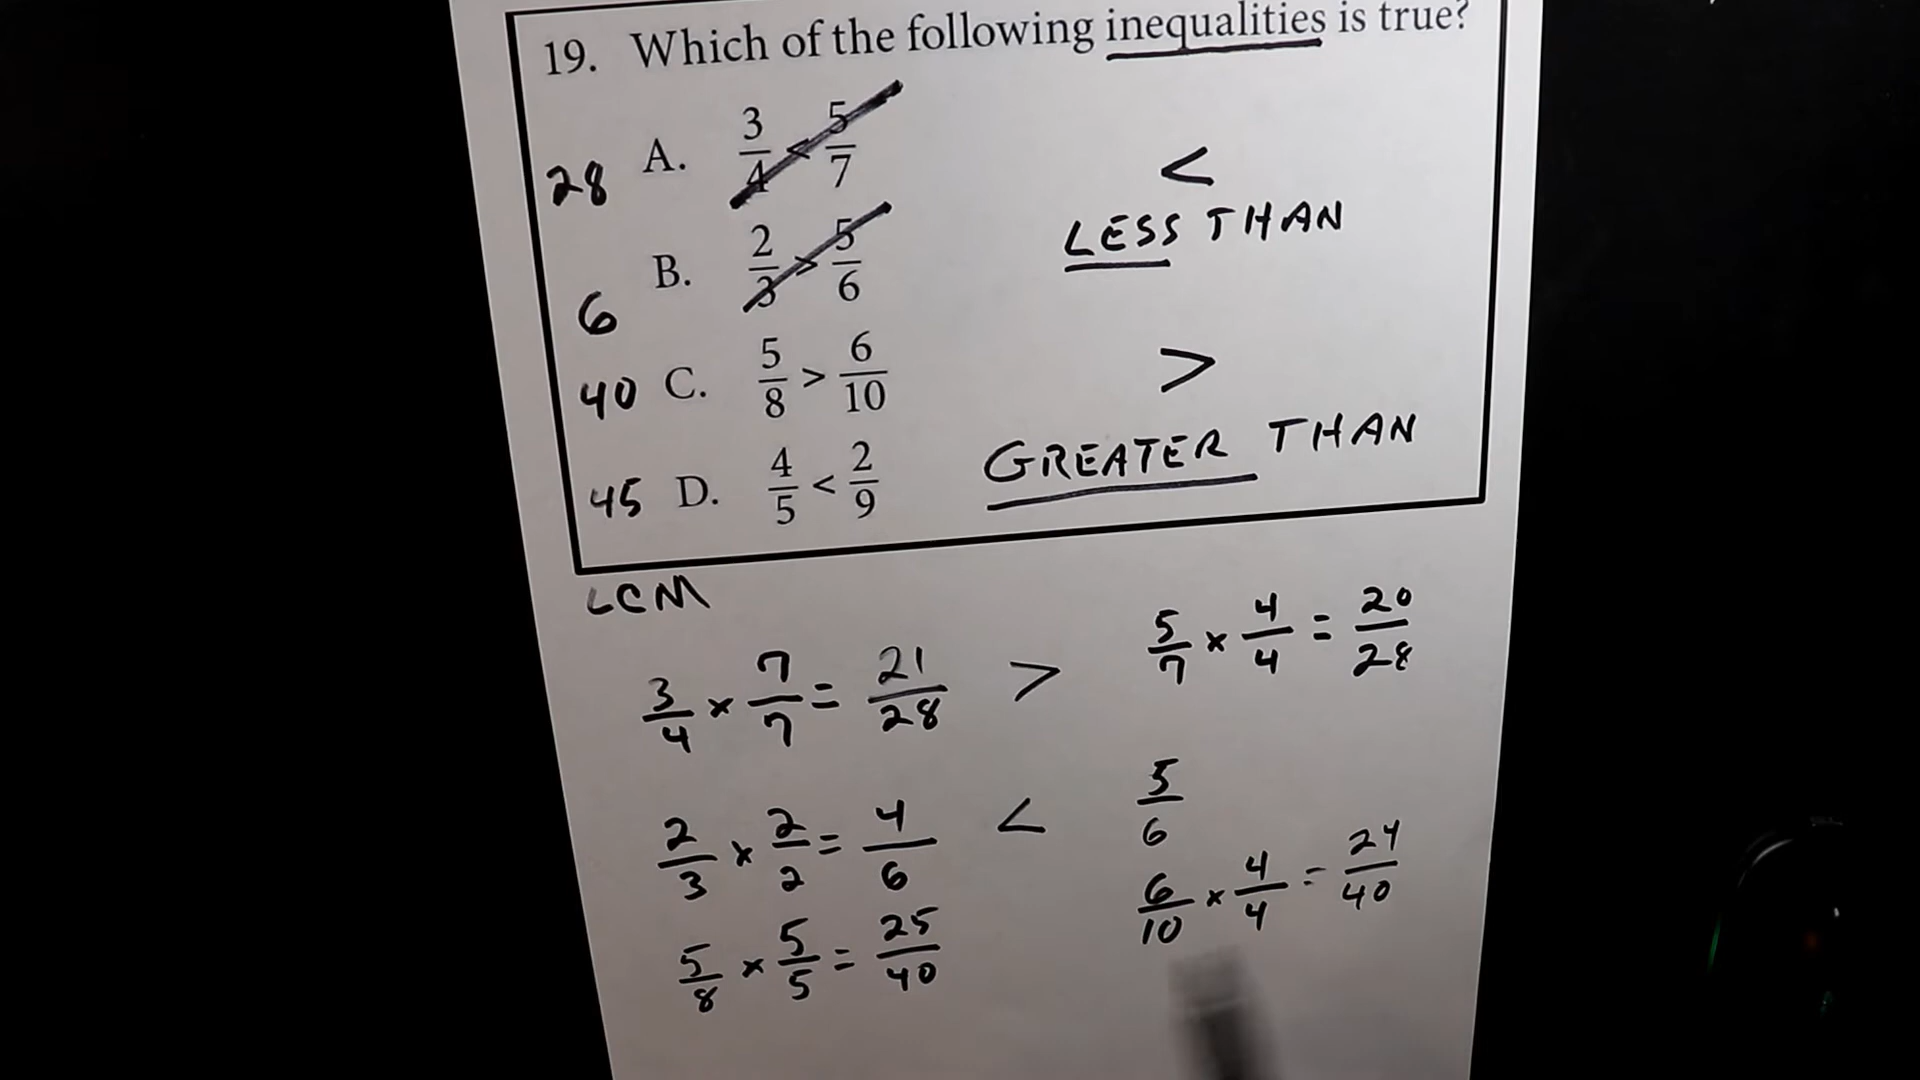 19. Which of the following inequalities is true?
28 A. 3/4 < 5/7
<
LESS THAN
6 B. 2/3 > 5/6
40 C. 5/8 > 6/10
>
GREATER THAN
45 D. 4/5 < 2/9
LCM
3/4 × 7/7 = 21/28 > 5/7 × 4/4 = 20/28
2/3 × 2/2 = 4/6 < 5/6
5/8 × 5/5 = 25/40 6/10 × 4/4 = 24/40